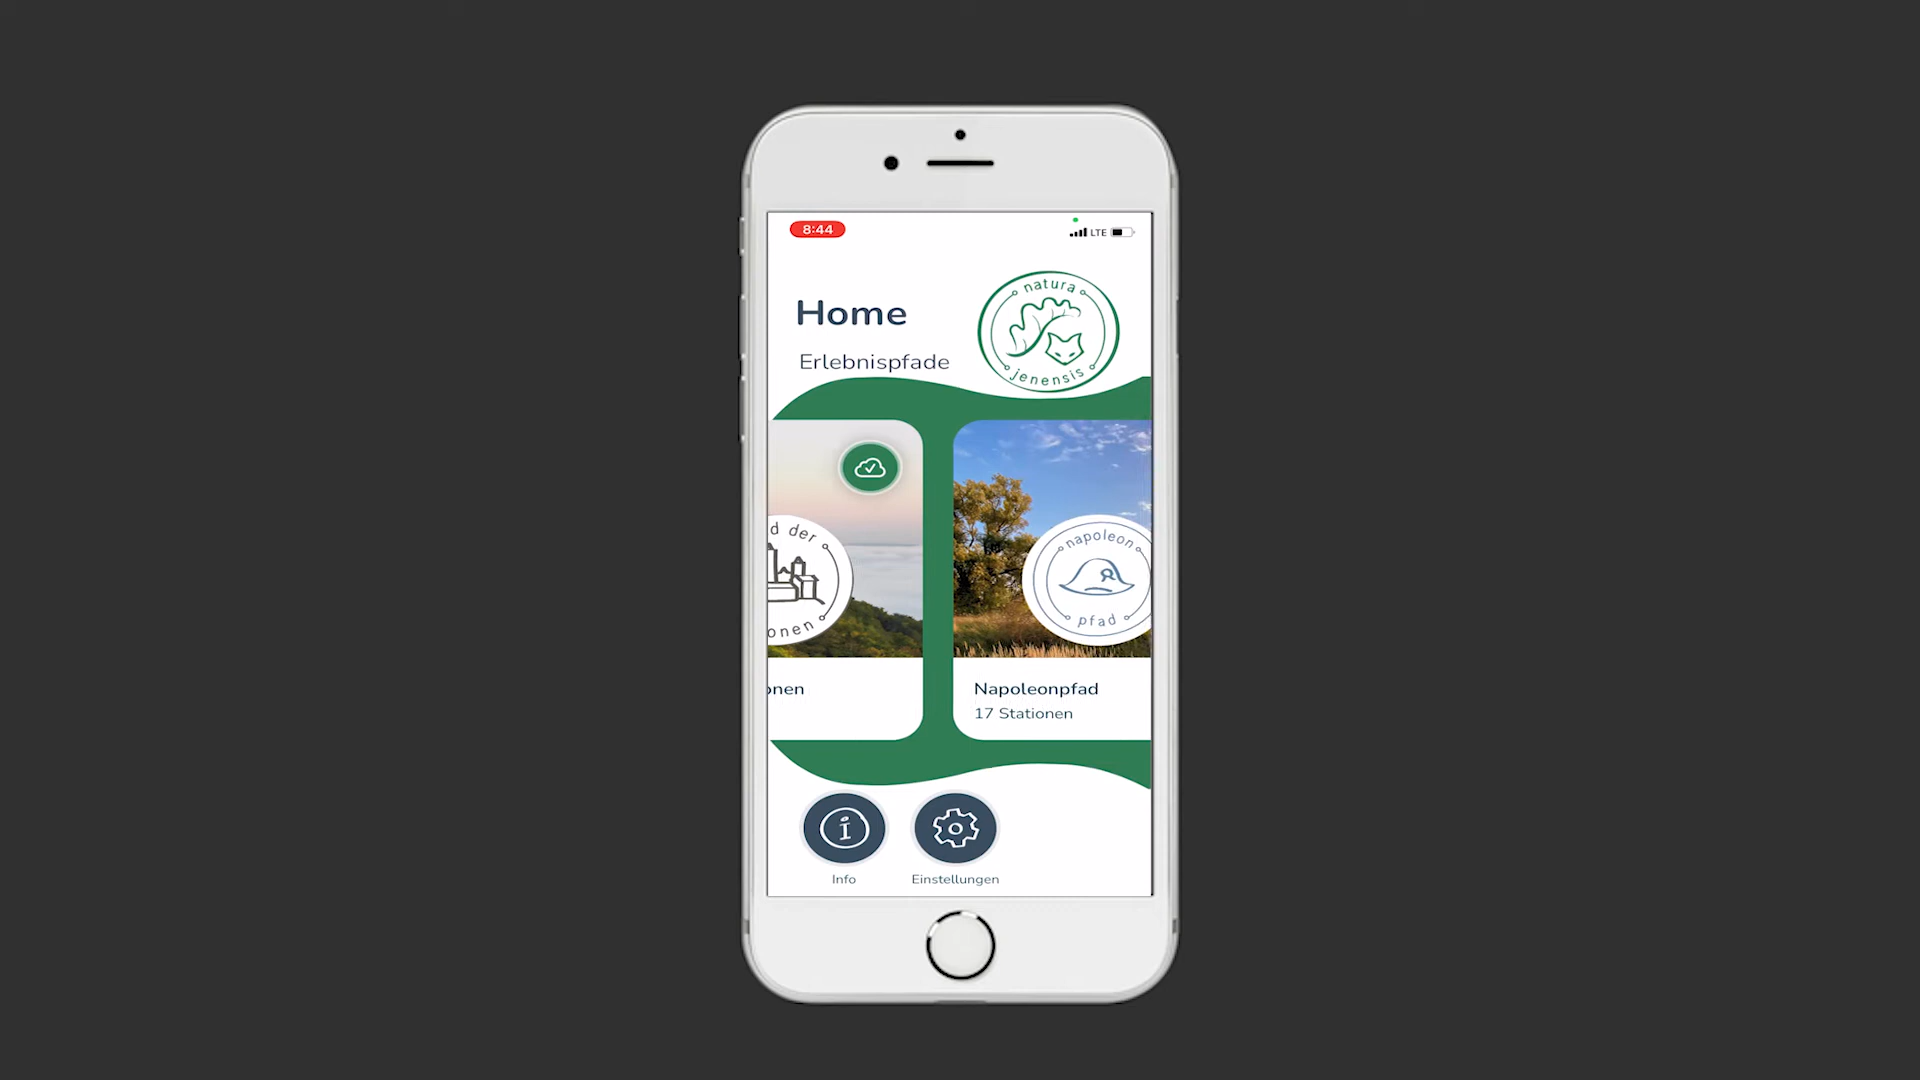 8:44
LTE
Home
natura
jenensis
Erlebnispfade
d der
onen
napoleon
pfad
onen
Napoleonpfad
17 Stationen
Info
Einstellungen